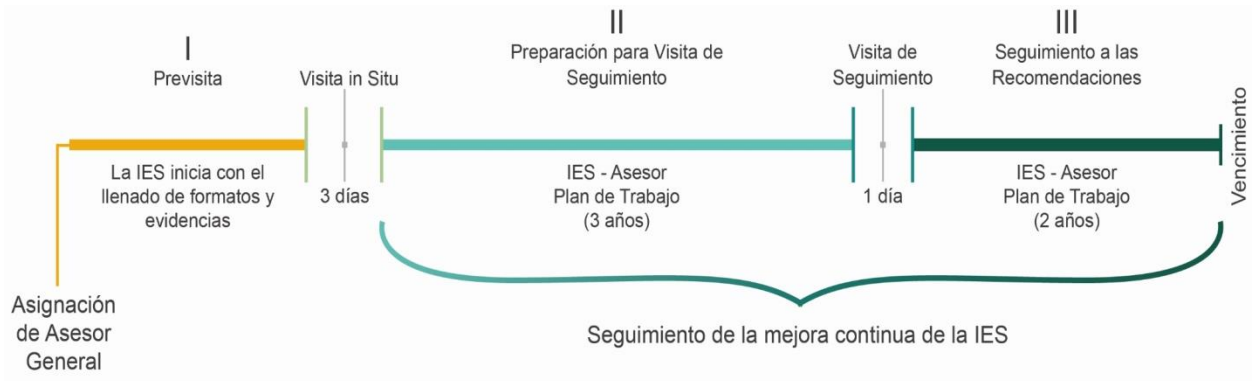 I
Previsita
Visita in Situ
II
Preparación para Visita de
Seguimiento
Visita de
Seguimiento
III
Seguimiento a las
Recomendaciones
La IES inicia con el
llenado de formatos y
evidencias
3 días
IES - Asesor
Plan de Trabajo
(3 años)
1 día
IES - Asesor
Plan de Trabajo
(2 años)
Vencimiento
Asignación
de Asesor
General
Seguimiento de la mejora continua de la IES